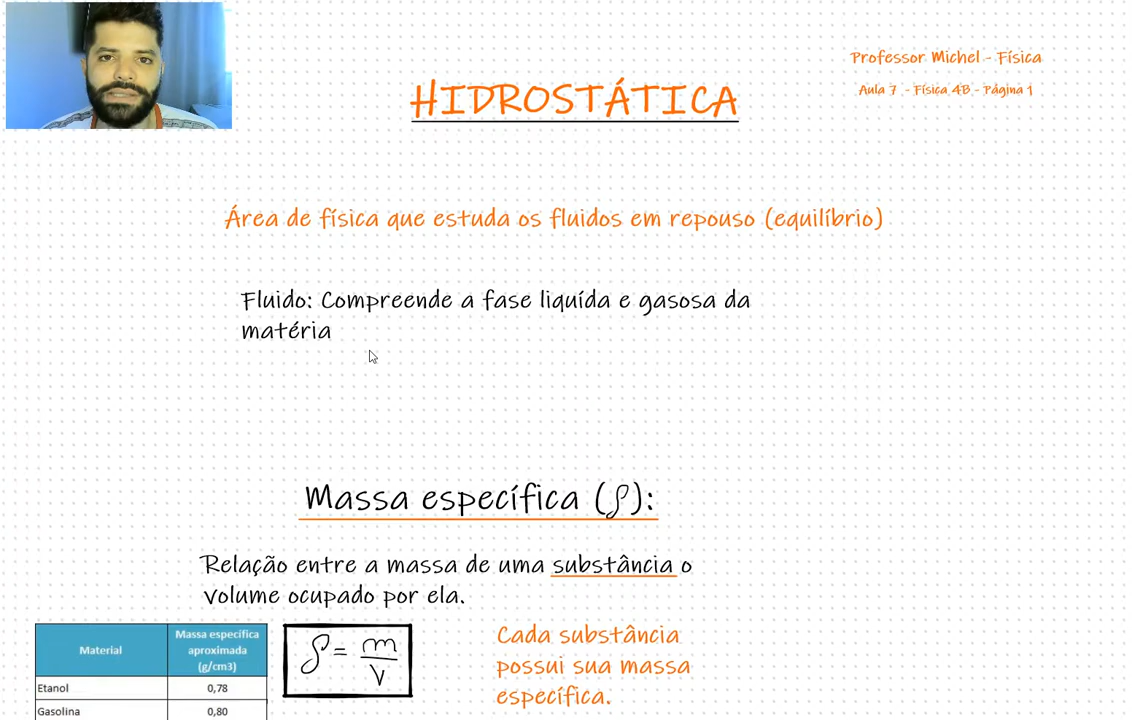 Professor Michel - Física
HIDROSTÁTICA
Aula 7 - Física 4B - Página 1
Área de física que estuda os fluidos em repouso (equilíbrio)
Fluido: Compreende a fase liquída e gasosa da
matéria
Massa específica (ρ):
Relação entre a massa de uma substância o
volume ocupado por ela.
Material
Massa específica
aproximada
(g/cm3)
Etanol 0,78
Gasolina 0,80
ρ = m/v
Cada substância
possui sua massa
específica.